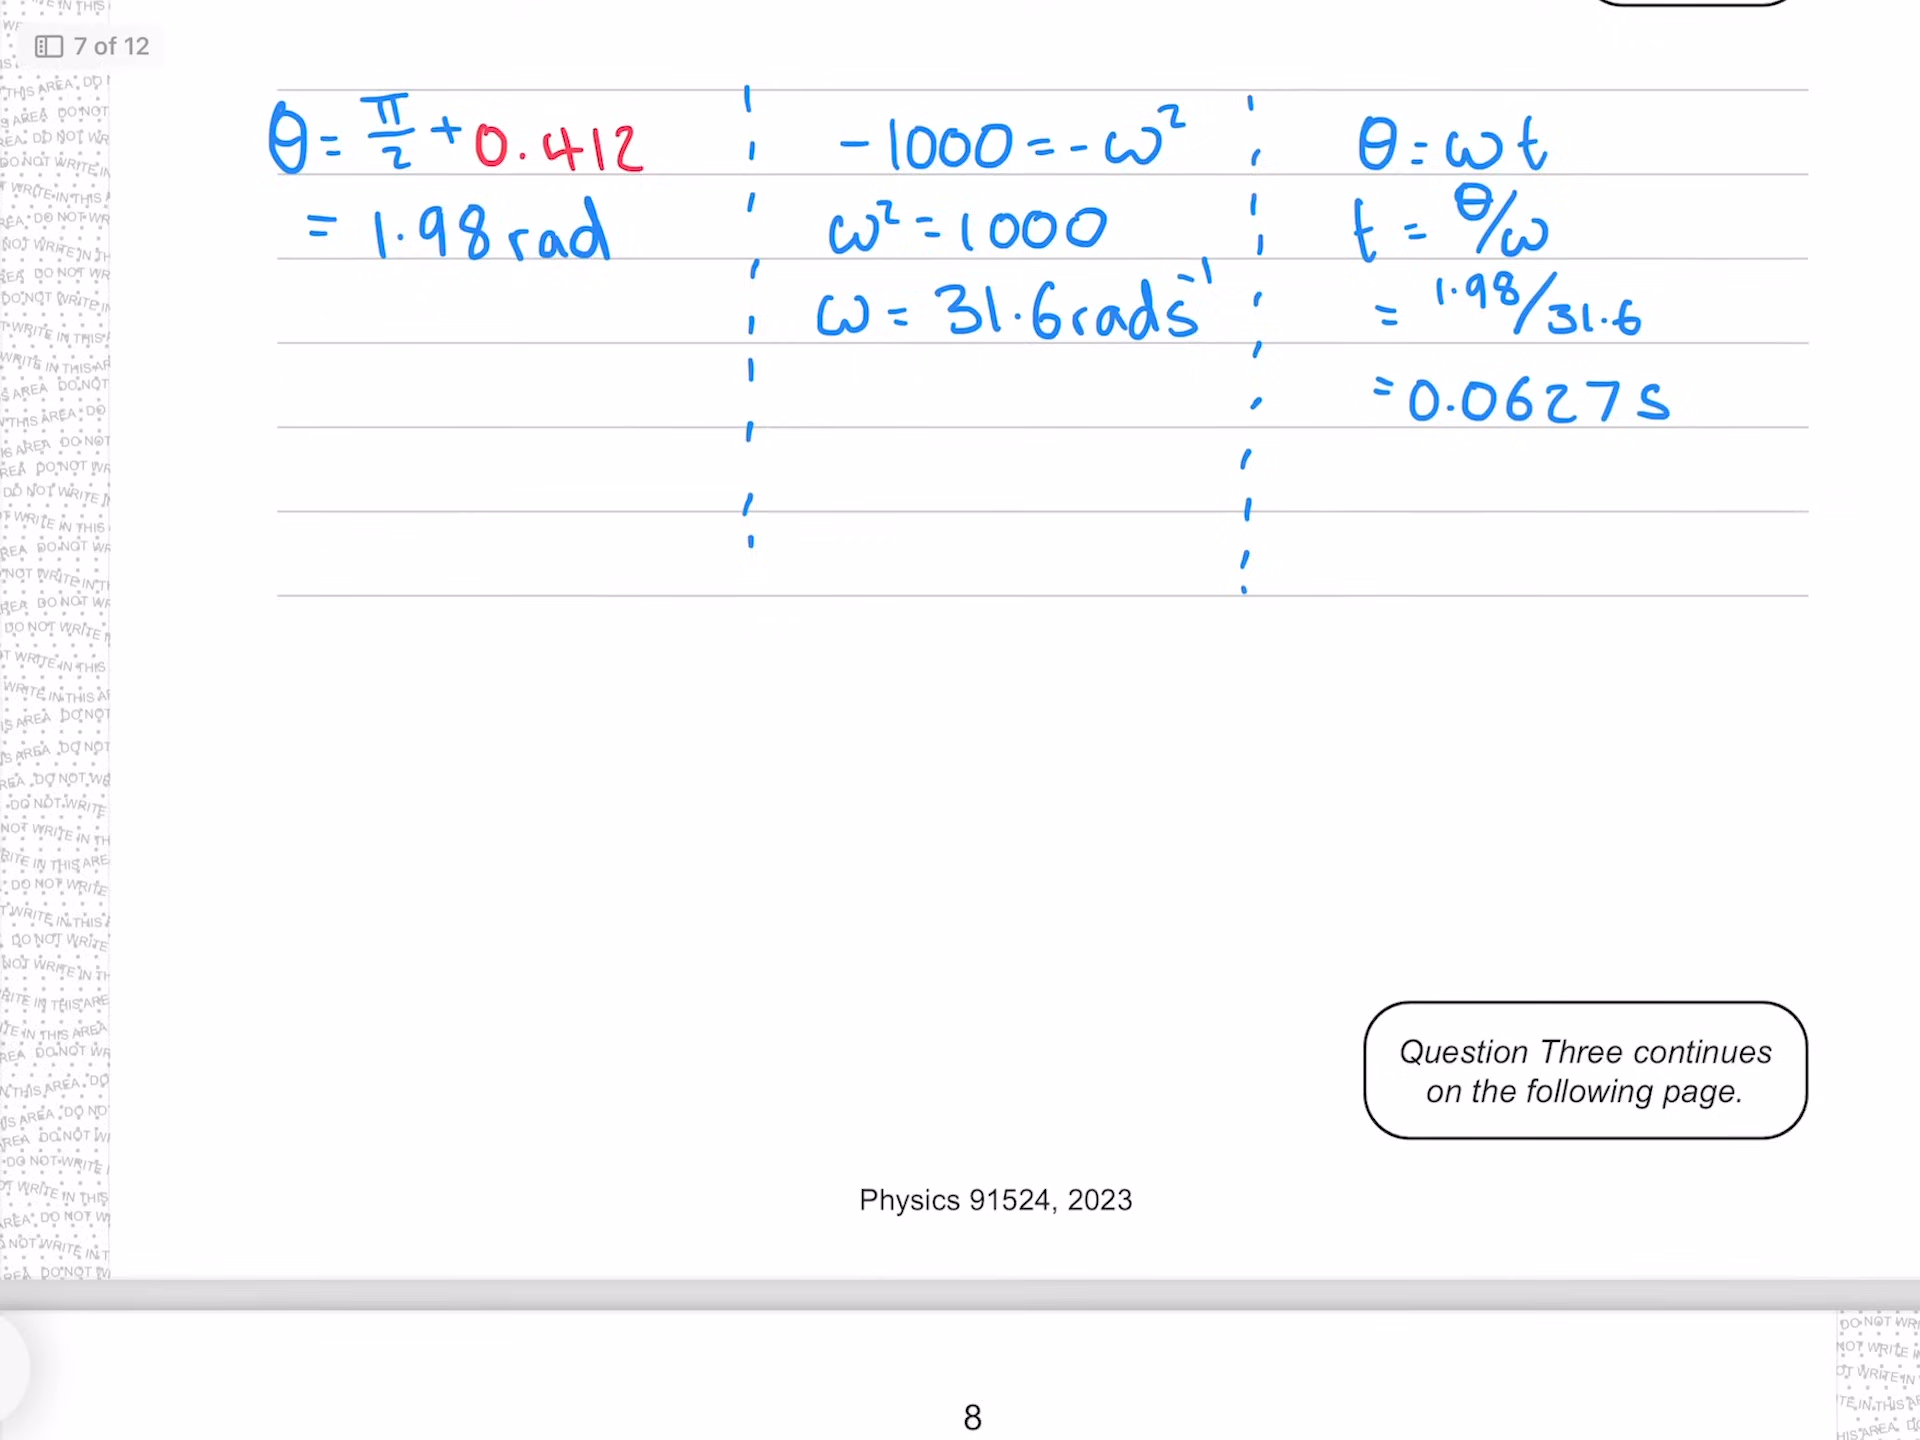 7 of 12
θ = π/2 + 0.412
= 1.98 rad
-1000 = -ω²
ω² = 1000
ω = 31.6 rads⁻¹
θ = ωt
t = θ/ω
= 1.98/31.6
= 0.0627 s
Question Three continues
on the following page.
Physics 91524, 2023
8